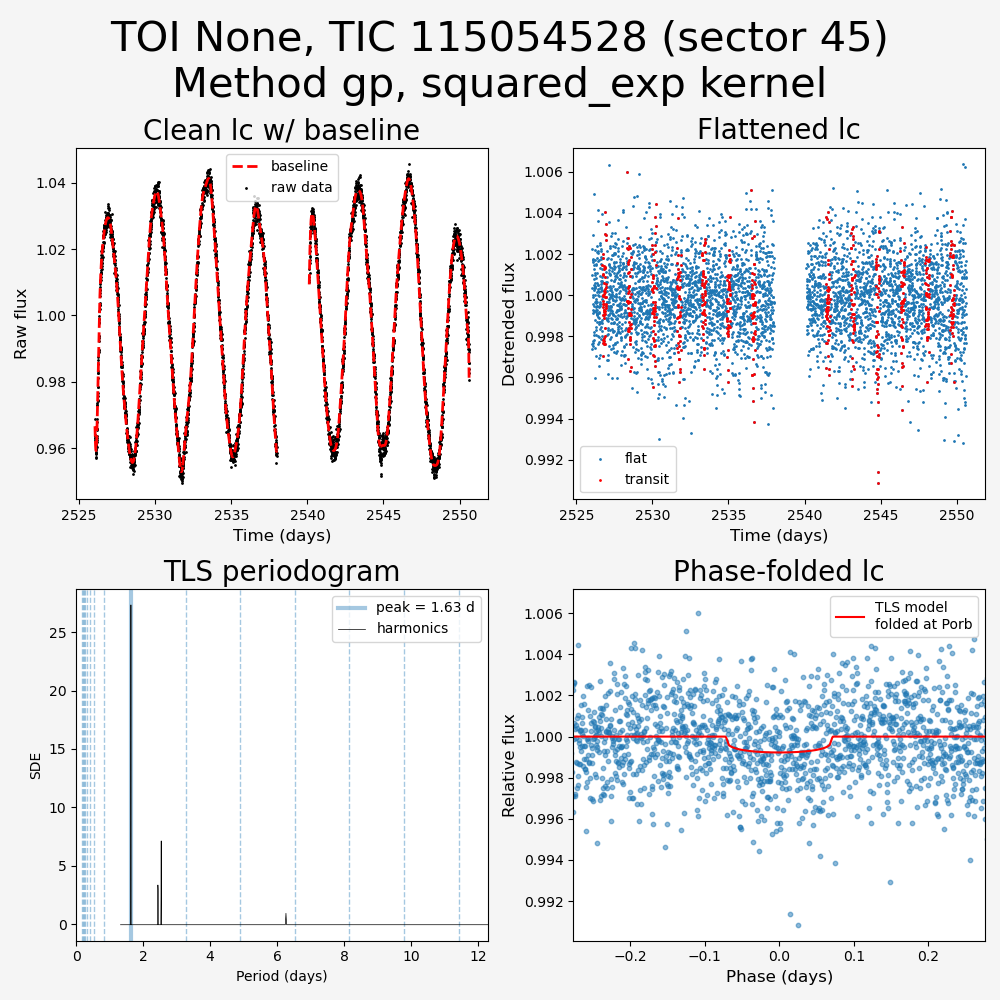 TOI None, TIC 115054528 (sector 45)
Method gp, squared_exp kernel
Clean lc w/ baseline
Raw flux
1.04
1.02
1.00
0.98
0.96
baseline
raw data
2525
2530
2535
2540
2545
2550
Time (days)
Flattened lc
Detrended flux
1.006
1.004
1.002
1.000
0.998
0.996
0.994
0.992
flat
transit
2525
2530
2535
2540
2545
2550
Time (days)
TLS periodogram
SDE
25
20
15
10
5
0
peak = 1.63 d
harmonics
0
2
4
6
8
10
12
Period (days)
Phase-folded lc
Relative flux
1.006
1.004
1.002
1.000
0.998
0.996
0.994
0.992
TLS model
folded at Porb
−0.2
−0.1
0.0
0.1
0.2
Phase (days)